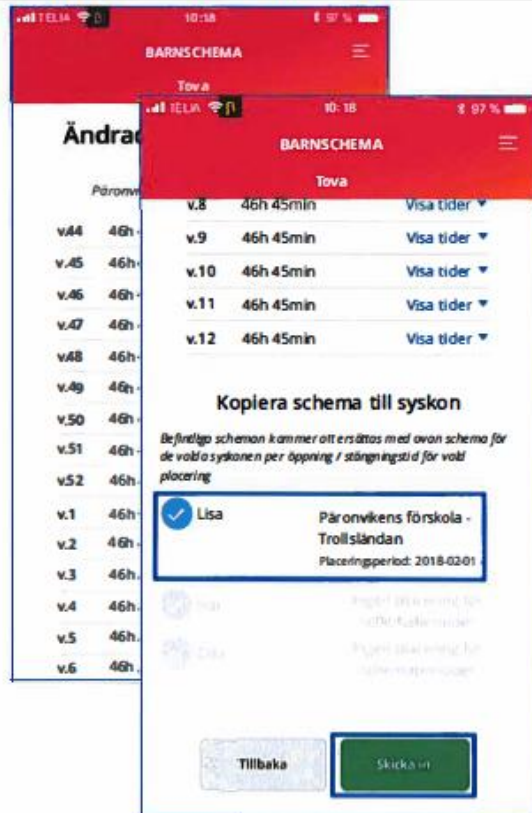 TELIA 10:18 97 %
BARNSCHEMA
Tova
Ändrad
v.44 46h
v.45 46h
v.46 46h
v.47 46h
v.48 46h
v.49 46h
v.50 46h
v.51 46h
v.52 46h
v.1 46h
v.2 46h
v.3 46h
v.4 46h
v.5 46h
v.6 46h
TELIA 10:18 97 %
BARNSCHEMA
Tova
v.8 46h 45min Visa tider
v.9 46h 45min Visa tider
v.10 46h 45min Visa tider
v.11 46h 45min Visa tider
v.12 46h 45min Visa tider
Kopiera schema till syskon
Befintliga scheman kommer att ersättas med ovan schema för
de valda syskonen per öppning / stängningstid för vald
placering
Lisa Päronvikens förskola -
Trollsländan
Placeringsperiod: 2018-02-01 -
Tillbaka Skicka in